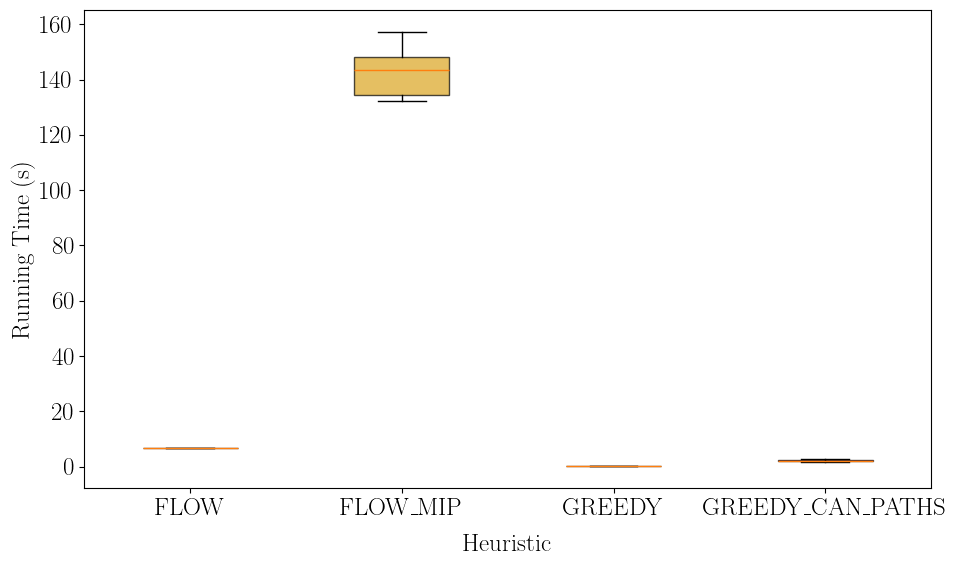 160
140
120
100
80
60
40
20
0
Running Time (s)
FLOW
FLOW_MIP
GREEDY
GREEDY_CAN_PATHS
Heuristic